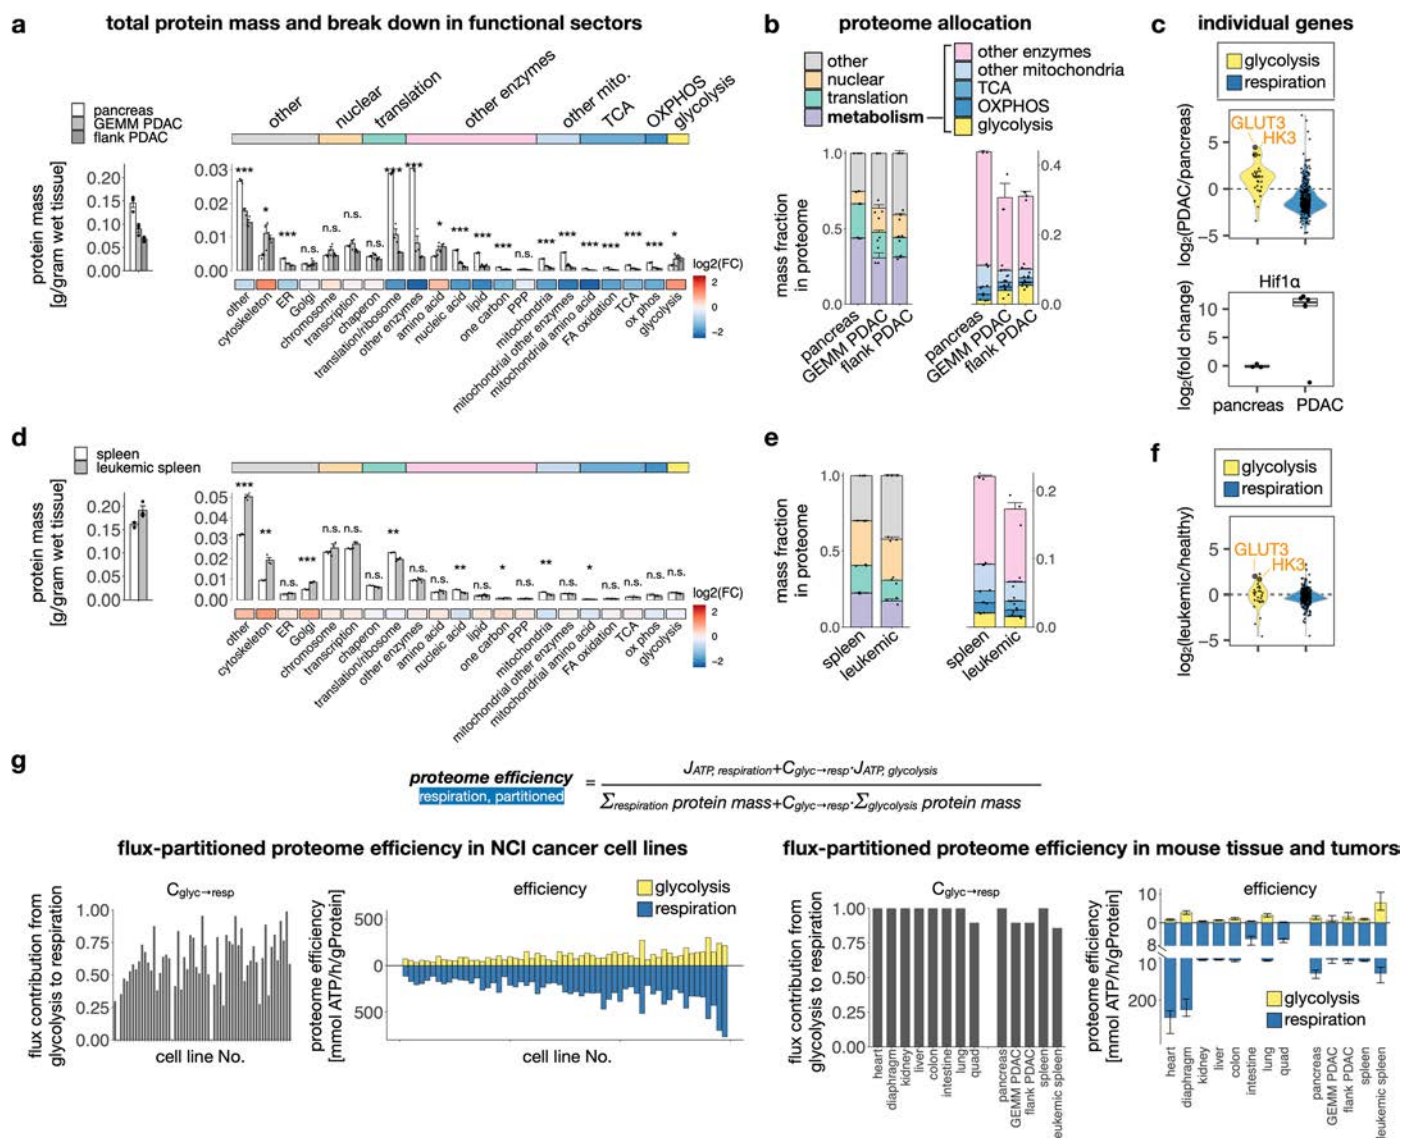 a total protein mass and break down in functional sectors
pancreas
GEMM PDAC
flank PDAC
other
nuclear
translation
other enzymes
other mito.
TCA
OXPHOS
glycolysis
protein mass
[g/gram wet tissue]
0.20
0.15
0.10
0.05
0.00
0.03
0.02
0.01
0.00
*** * *** n.s. n.s. n.s. n.s. *** *** * *** *** *** n.s. *** *** *** *** *** *** *
log2(FC)
2
0
−2
other
cytoskeleton
ER
Golgi
chromosome
transcription
chaperon
translation/ribosome
other enzymes
amino acid
nucleic acid
lipid
one carbon
PPP
mitochondria
mitochondrial other enzymes
mitochondrial amino acid
FA oxidation
TCA
ox phos
glycolysis
b proteome allocation
other
nuclear
translation
metabolism
other enzymes
other mitochondria
TCA
OXPHOS
glycolysis
mass fraction
in proteome
1.0
0.5
0.0
0.4
0.2
0.0
pancreas
GEMM PDAC
flank PDAC
pancreas
GEMM PDAC
flank PDAC
c individual genes
glycolysis
respiration
log2(PDAC/pancreas)
5
0
−5
GLUT3
HK3
Hif1α
log2(fold change)
10
5
0
pancreas PDAC
d
spleen
leukemic spleen
protein mass
[g/gram wet tissue]
0.20
0.15
0.10
0.05
0.00
0.05
0.04
0.03
0.02
0.01
0.00
*** ** n.s. *** n.s. n.s. n.s. ** n.s. n.s. ** n.s. * n.s. ** n.s. * n.s. n.s. n.s. n.s.
log2(FC)
2
0
−2
other
cytoskeleton
ER
Golgi
chromosome
transcription
chaperon
translation/ribosome
other enzymes
amino acid
nucleic acid
lipid
one carbon
PPP
mitochondria
mitochondrial other enzymes
mitochondrial amino acid
FA oxidation
TCA
ox phos
glycolysis
e
mass fraction
in proteome
1.0
0.5
0.0
0.2
0.1
0.0
spleen
leukemic
spleen
leukemic
f
glycolysis
respiration
log2(leukemic/healthy)
5
0
−5
GLUT3
HK3
g
proteome efficiency
respiration, partitioned
=
J ATP, respiration+C glyc→resp·J ATP, glycolysis
Σ respiration protein mass+C glyc→resp·Σ glycolysis protein mass
flux-partitioned proteome efficiency in NCI cancer cell lines
C glyc→resp
flux contribution from
glycolysis to respiration
1.00
0.75
0.50
0.25
0.00
cell line No.
efficiency
glycolysis
respiration
proteome efficiency
[mmol ATP/h/gProtein]
500
0
500
cell line No.
flux-partitioned proteome efficiency in mouse tissue and tumors
C glyc→resp
flux contribution from
glycolysis to respiration
1.00
0.75
0.50
0.25
0.00
heart
diaphragm
kidney
liver
colon
intestine
lung
quad
pancreas
GEMM PDAC
flank PDAC
spleen
leukemic spleen
efficiency
proteome efficiency
[mmol ATP/h/gProtein]
10
0
8
10
200
glycolysis
respiration
heart
diaphragm
kidney
liver
colon
intestine
lung
quad
pancreas
GEMM PDAC
flank PDAC
spleen
leukemic spleen